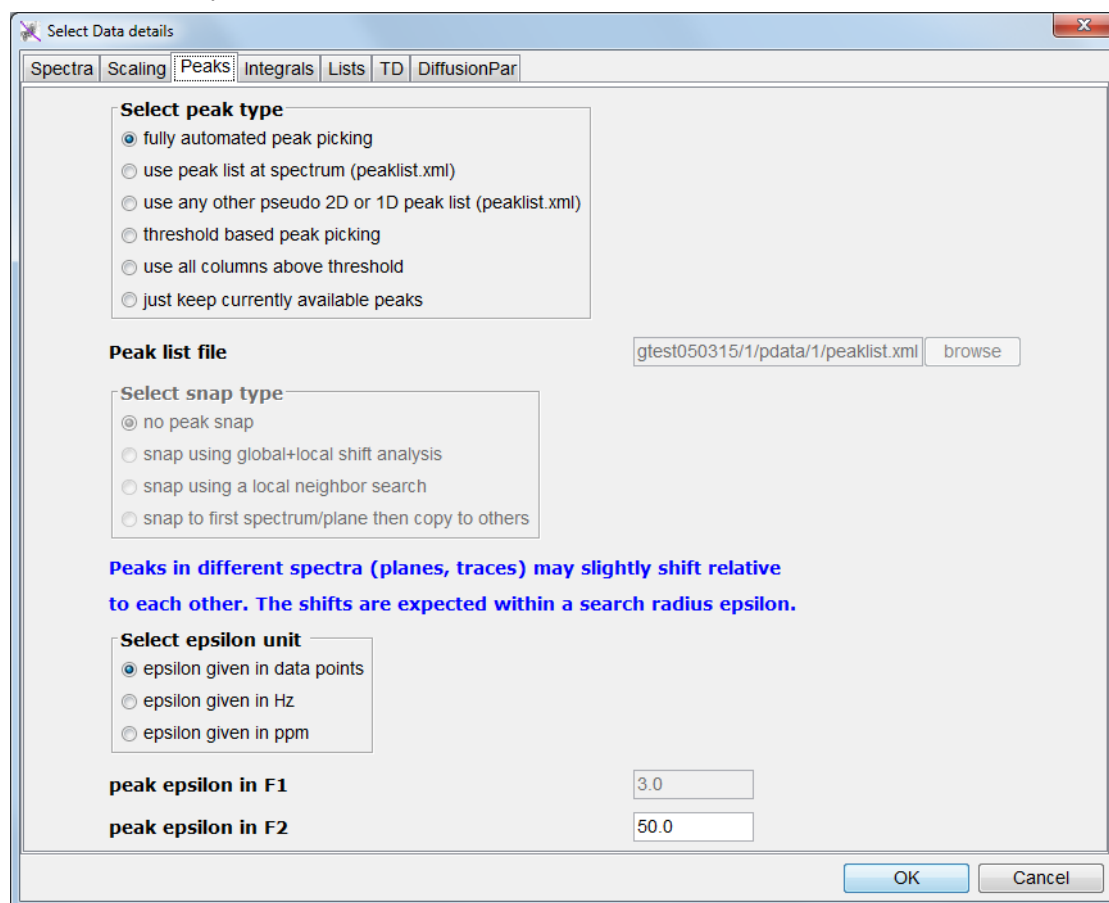 Select Data details
x
Spectra Scaling Peaks Integrals Lists TD DiffusionPar
Select peak type
fully automated peak picking
use peak list at spectrum (peaklist.xml)
use any other pseudo 2D or 1D peak list (peaklist.xml)
threshold based peak picking
use all columns above threshold
just keep currently available peaks
Peak list file gtest050315/1/pdata/1/peaklist.xml browse
Select snap type
no peak snap
snap using global+local shift analysis
snap using a local neighbor search
snap to first spectrum/plane then copy to others
Peaks in different spectra (planes, traces) may slightly shift relative
to each other. The shifts are expected within a search radius epsilon.
Select epsilon unit
epsilon given in data points
epsilon given in Hz
epsilon given in ppm
peak epsilon in F1 3.0
peak epsilon in F2 50.0
OK Cancel